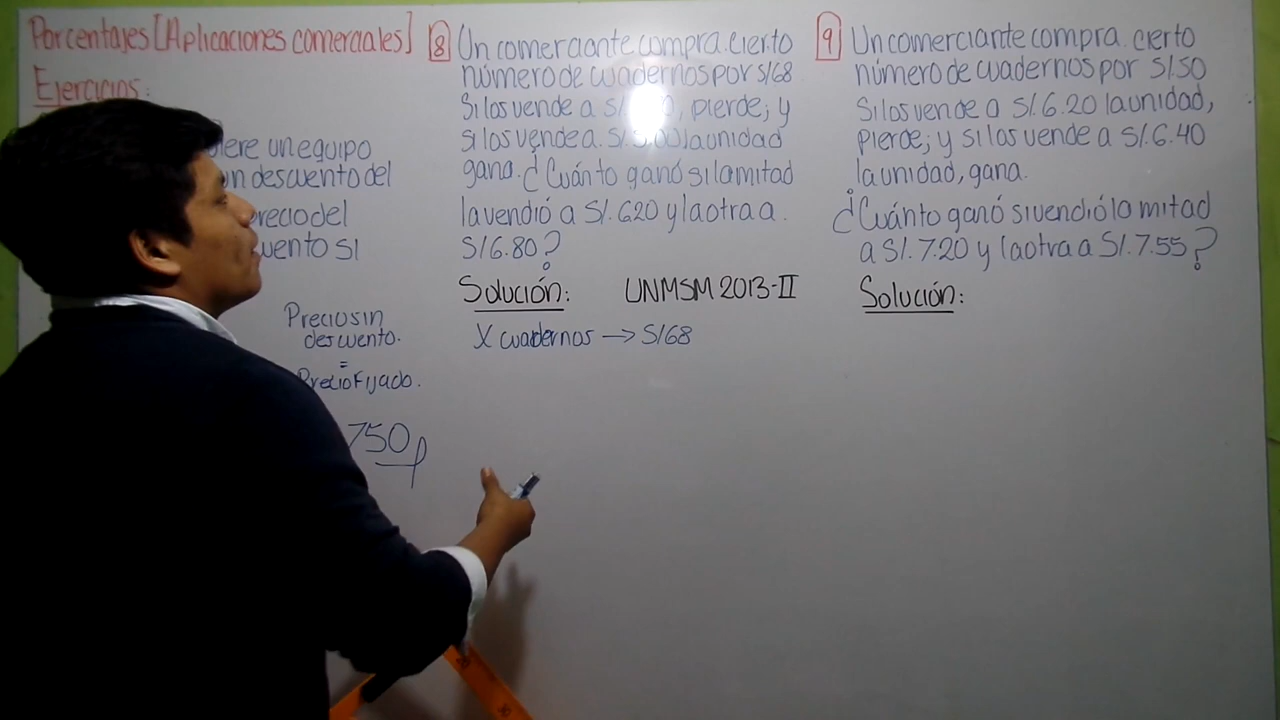 Porcentajes [Aplicaciones comerciales]
Ejercicios:
un equipo
un descuento del
precio del
SI
Precio sin
descuento.
=
Precio Fijado.
750
8 Un comerciante compra cierto
número de cuadernos por S/68
Si los vende a S/. pierde; y
si los vende a S/. la unidad
gana. ¿Cuánto ganó si la mitad
la vendió a S/. 6.20 y la otra a
S/6.80?
Solución: UNMSM 2013-II
X cuadernos → S/68
9 Un comerciante compra cierto
número de cuadernos por S/.50
Si los vende a S/.6.20 la unidad,
pierde; y si los vende a S/.6.40
la unidad, gana.
¿Cuánto ganó si vendió la mitad
a S/.7.20 y la otra a S/.7.55?
Solución: